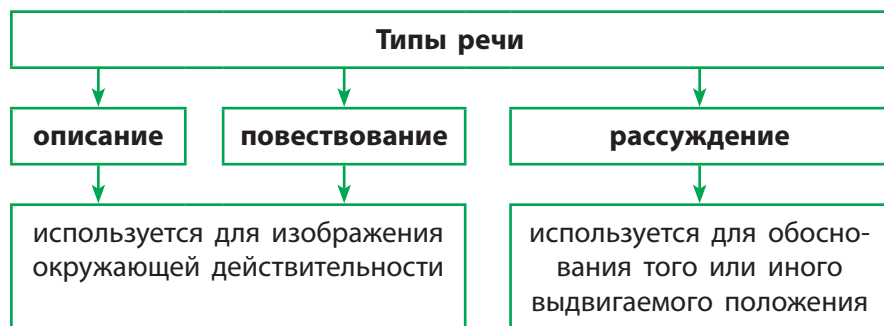 Типы речи
описание
повествование
рассуждение
используется для изображения
окружающей действительности
используется для обосно-
вания того или иного
выдвигаемого положения